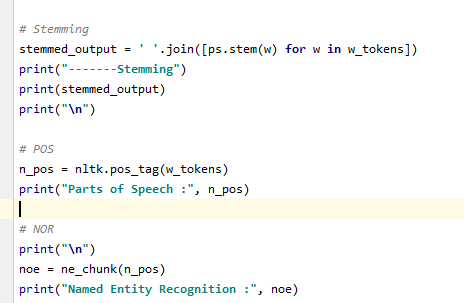 # Stemming
stemmed_output = ' '.join([ps.stem(w) for w in w_tokens])
print("-------Stemming")
print(stemmed_output)
print("\n")
# POS
n_pos = nltk.pos_tag(w_tokens)
print("Parts of Speech :", n_pos)
# NOR
print("\n")
noe = ne_chunk(n_pos)
print("Named Entity Recognition :", noe)